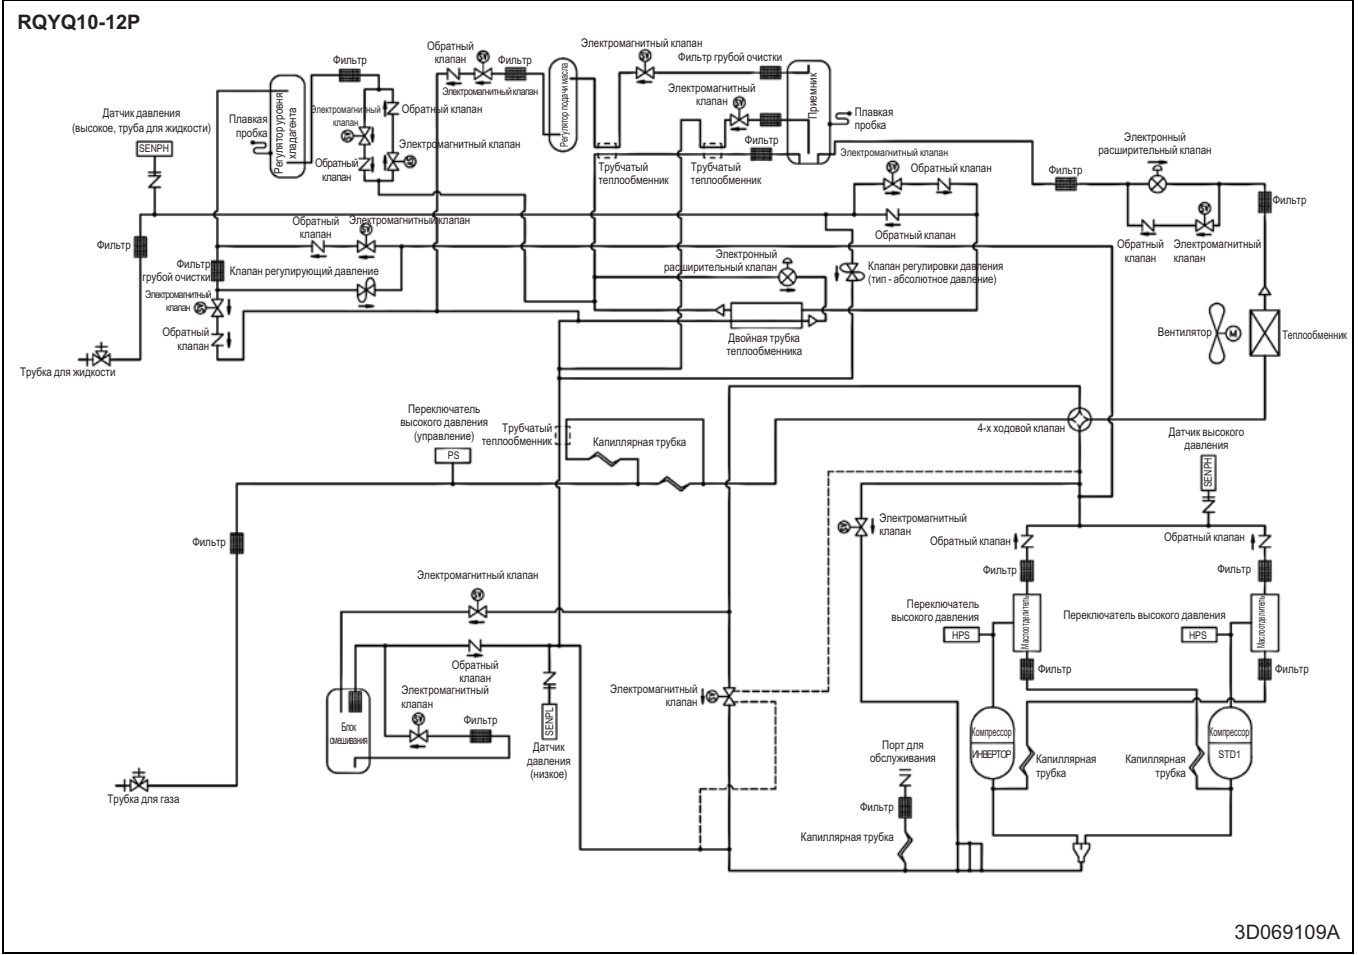 RQYQ10-12P
Обратный
клапан
Электромагнитный клапан
Фильтр
Фильтр
Фильтр грубой очистки
Электромагнитный клапан
Электромагнитный
клапан
Датчик давления
(высокое, труба для жидкости)
SENPH
Плавкая
пробка
Регулятор уровня
хладагента
Электромагнитный
клапан
Обратный клапан
Электромагнитный клапан
Обратный
клапан
Регулятор подачи масла
Приемник
Плавкая
пробка
Фильтр
Трубчатый
теплообменник
Трубчатый
теплообменник
Электромагнитный клапан
Обратный клапан
Обратный клапан
Электронный
расширительный клапан
Фильтр
Фильтр
Обратный
клапан
Электромагнитный
клапан
Фильтр
Обратный
клапан
Электромагнитный клапан
Фильтр
грубой очистки
Клапан регулирующий давление
Электромагнитный
клапан
Обратный
клапан
Электронный
расширительный клапан
Клапан регулировки давления
(тип - абсолютное давление)
Двойная трубка
теплообменника
Вентилятор
M
Теплообменник
Трубка для жидкости
Переключатель
высокого давления
(управление)
PS
Трубчатый
теплообменник
Капиллярная трубка
4-х ходовой клапан
Датчик высокого
давления
SENPH
Фильтр
Электромагнитный
клапан
Обратный клапан
Обратный клапан
Фильтр
Фильтр
Электромагнитный клапан
Переключатель
высокого давления
HPS
Маслоотделитель
Переключатель высокого давления
HPS
Маслоотделитель
Обратный
клапан
Фильтр
Фильтр
Электромагнитный
клапан
Фильтр
Электромагнитный
клапан
Блок
смешивания
SENPL
Датчик
давления
(низкое)
Порт для
обслуживания
Фильтр
Капиллярная трубка
Компрессор
ИНВЕРТОР
Капиллярная
трубка
Капиллярная
трубка
Компрессор
STD1
Трубка для газа
3D069109A